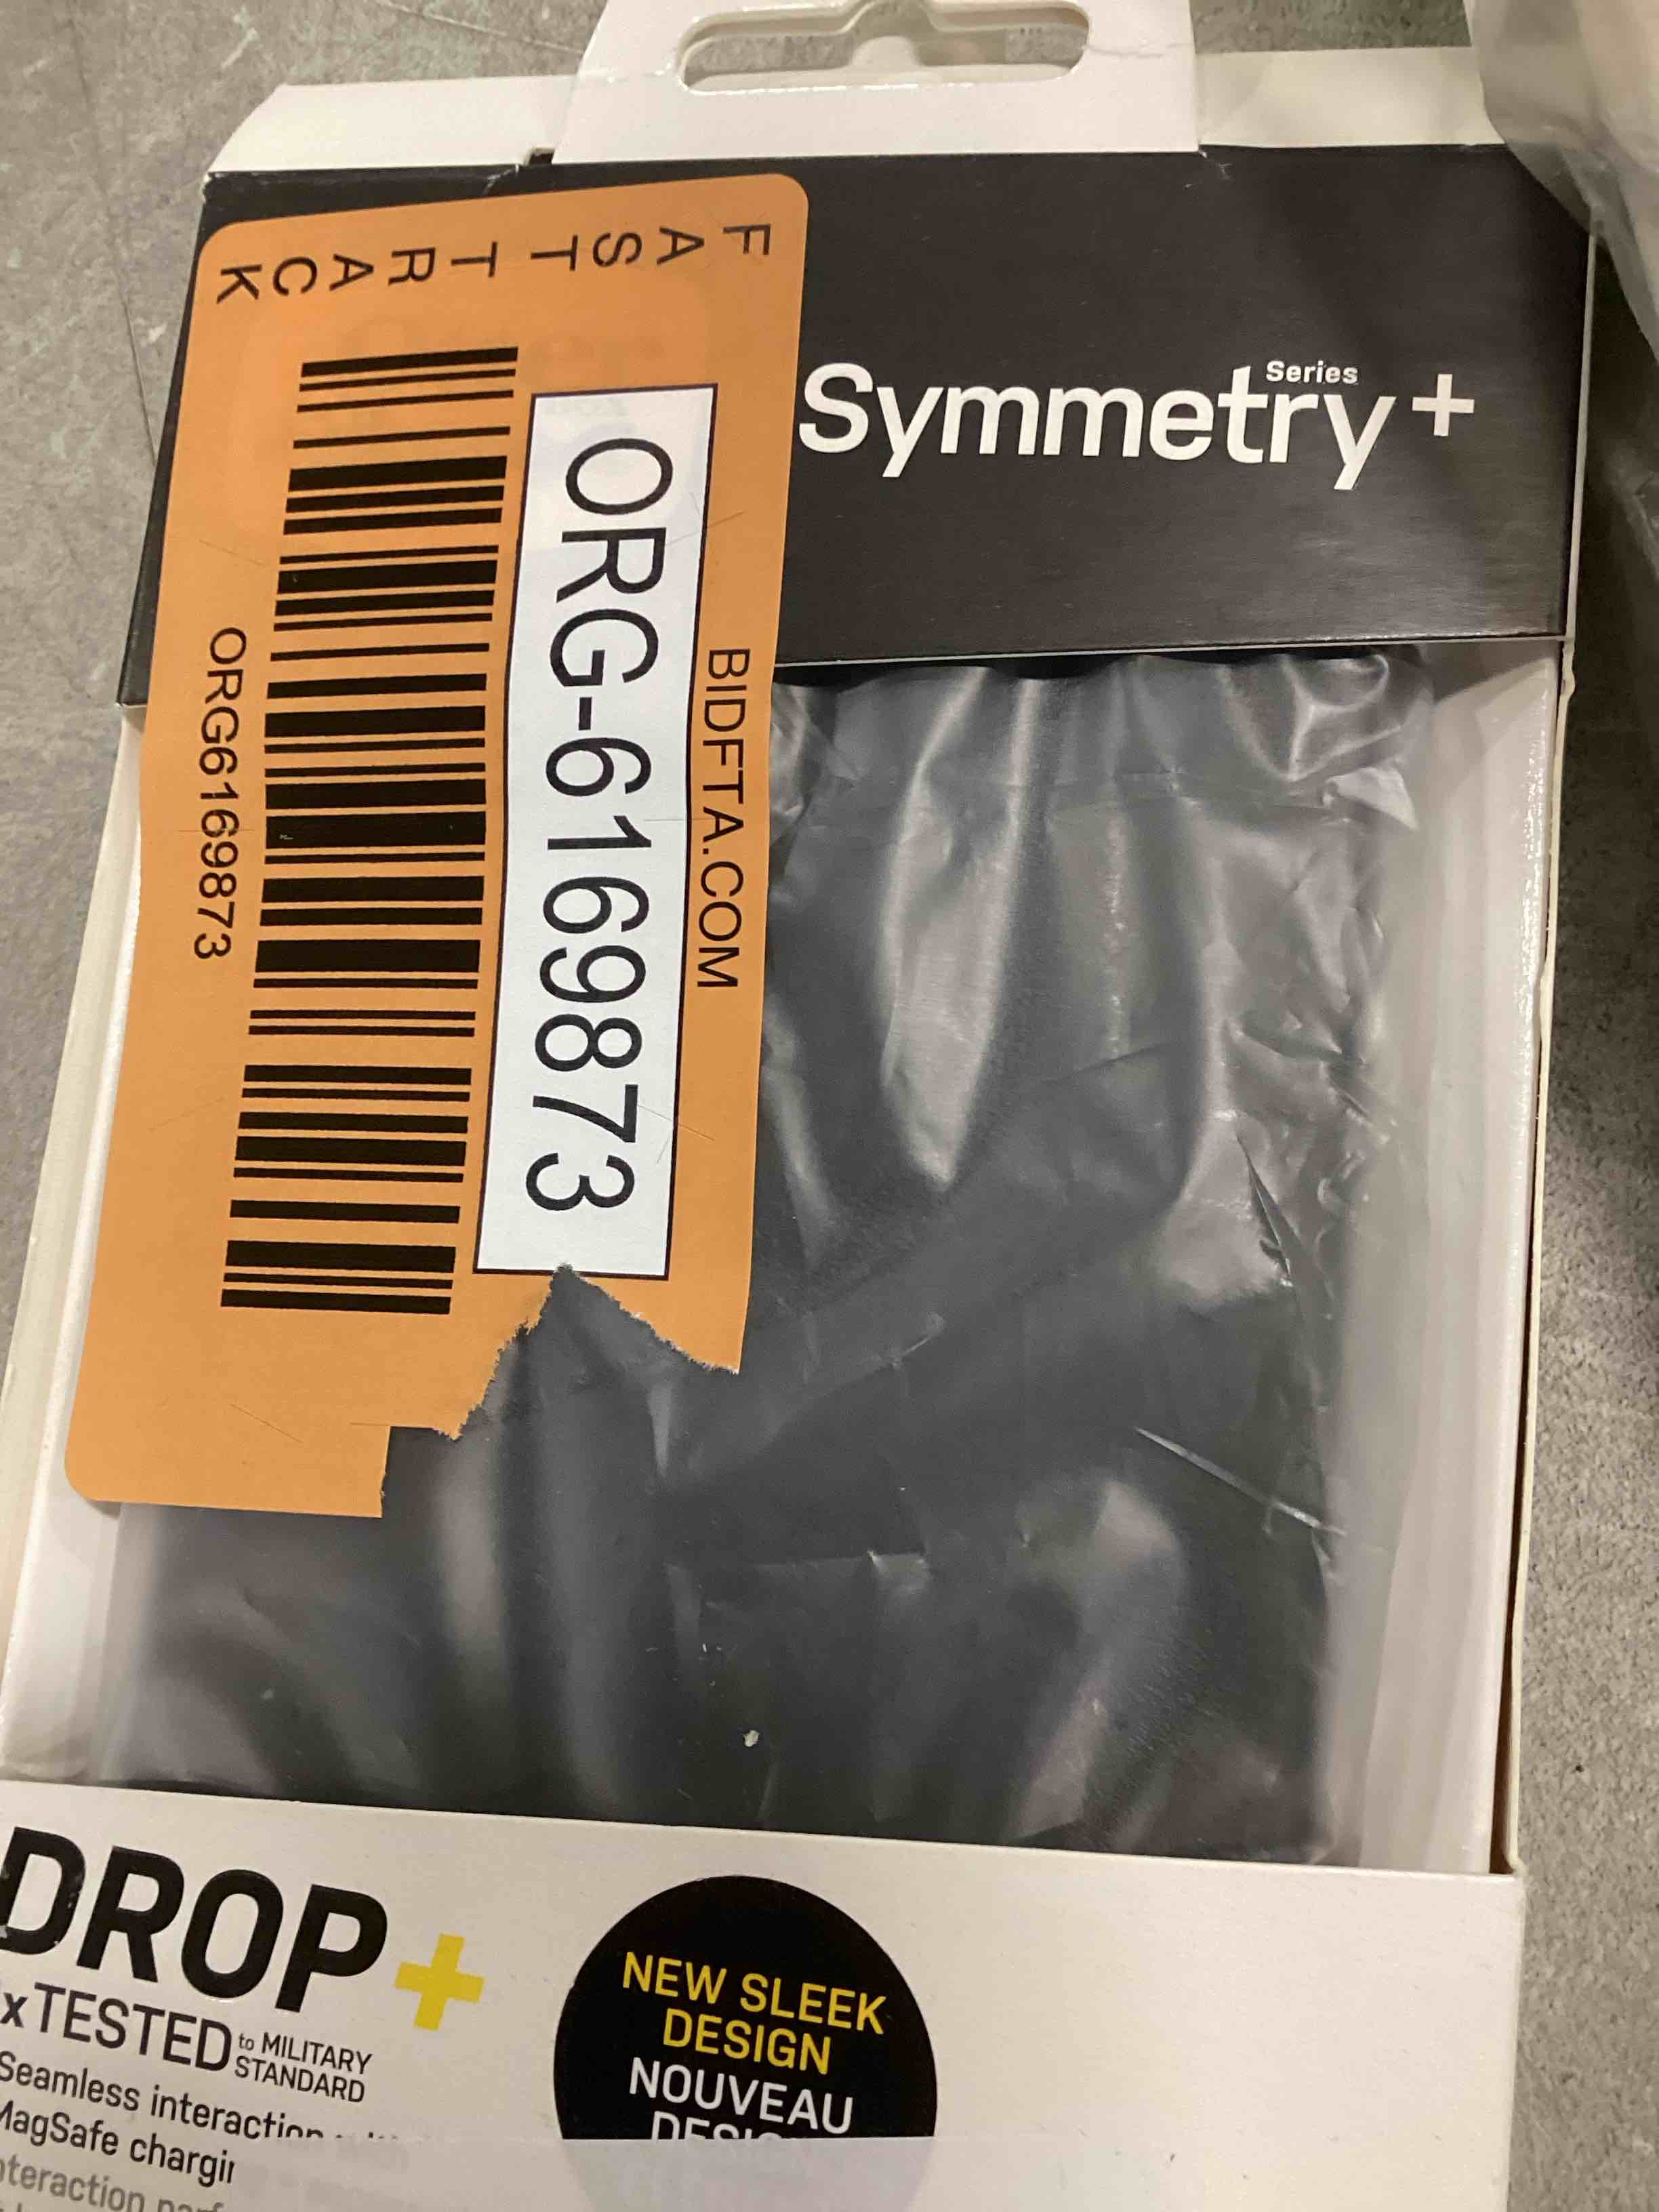 FAST TRACK
BIDFTA.COM
ORG-6169873
ORG6169873
Symmetry+
Series
DROP+
x TESTED to MILITARY
STANDARD
Seamless interaction
MagSafe
NEW SLEEK
DESIGN
NOUVEAU